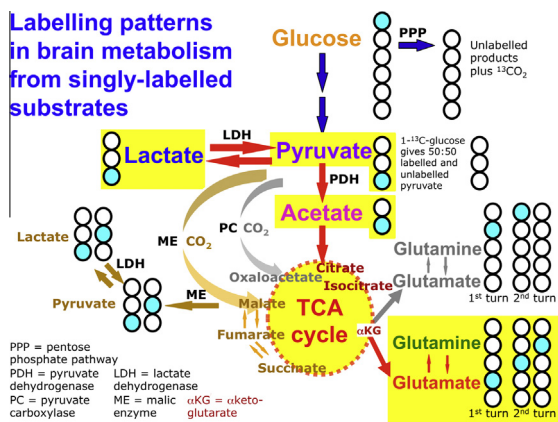 Labelling patterns
in brain metabolism
from singly-labelled
substrates
Glucose
PPP
Unlabelled
products
plus ¹³CO₂
LDH
Lactate
Pyruvate
1-¹³C-glucose
gives 50:50
labelled and
unlabelled
pyruvate
PDH
Acetate
ME CO₂
PC CO₂
Lactate
LDH
Pyruvate
ME
Oxaloacetate
Citrate
Isocitrate
Malate
TCA
cycle
Fumarate
Succinate
αKG
Glutamine
Glutamate
1st turn 2nd turn
Glutamine
Glutamate
1st turn 2nd turn
PPP = pentose
phosphate pathway
PDH = pyruvate
dehydrogenase
PC = pyruvate
carboxylase
LDH = lactate
dehydrogenase
ME = malic
enzyme
αKG = αketo-
glutarate